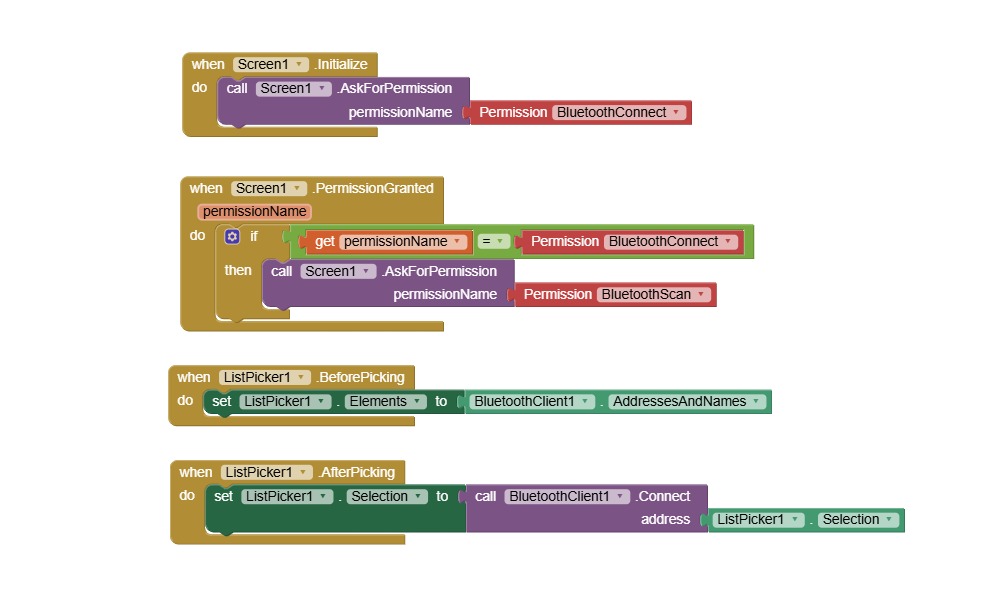 when Screen1 .Initialize
do call Screen1 .AskForPermission
permissionName Permission BluetoothConnect
when Screen1 .PermissionGranted
permissionName
do if get permissionName = Permission BluetoothConnect
then call Screen1 .AskForPermission
permissionName Permission BluetoothScan
when ListPicker1 .BeforePicking
do set ListPicker1 . Elements to BluetoothClient1 . AddressesAndNames
when ListPicker1 .AfterPicking
do set ListPicker1 . Selection to call BluetoothClient1 .Connect
address ListPicker1 . Selection